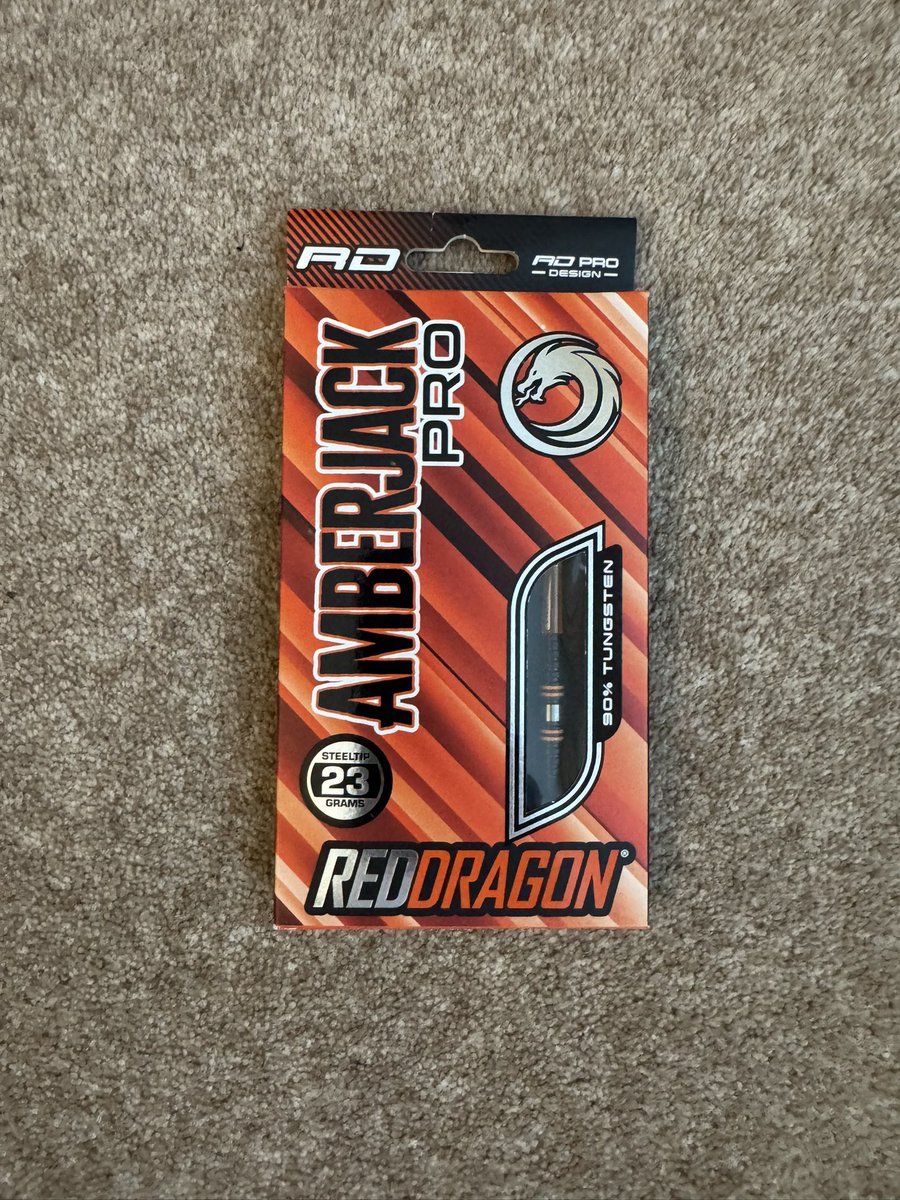 RD
RD PRO
DESIGN
AMBERJACK
PRO
90% TUNGSTEN
STEELTIP
23
GRAMS
REDDRAGON®